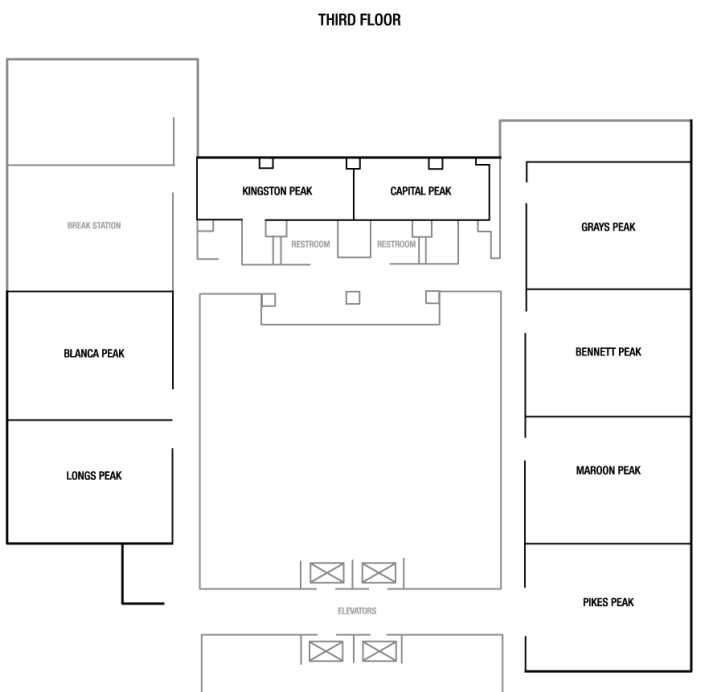 THIRD FLOOR
KINGSTON PEAK
CAPITAL PEAK
BREAK STATION
GRAYS PEAK
RESTROOM
RESTROOM
BLANCA PEAK
BENNETT PEAK
LONGS PEAK
MAROON PEAK
PIKES PEAK
ELEVATORS